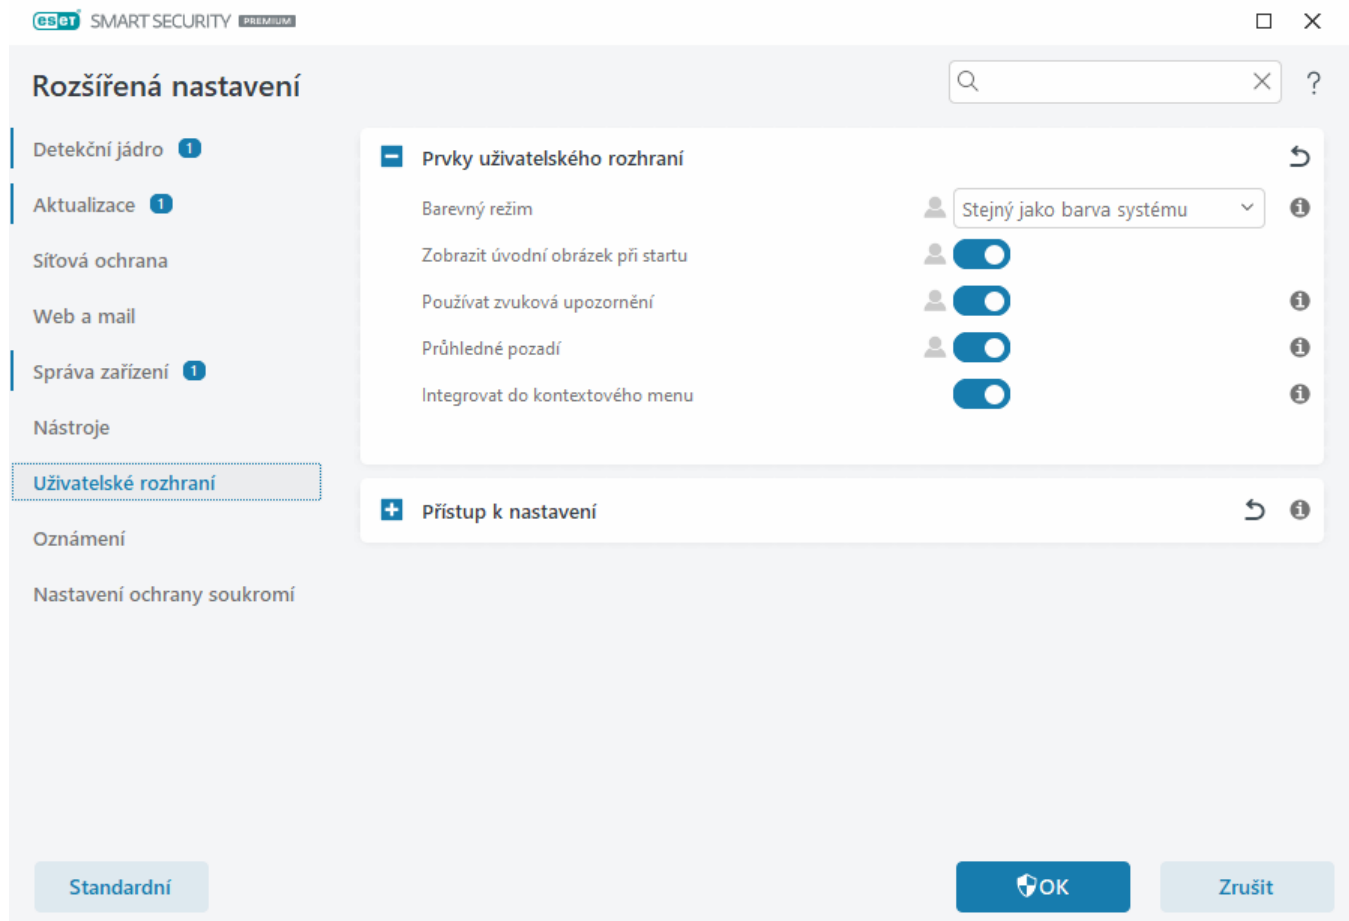 eset SMART SECURITY PREMIUM
Rozšířená nastavení
?
Detekční jádro 1
Aktualizace 1
Síťová ochrana
Web a mail
Správa zařízení 1
Nástroje
Uživatelské rozhraní
Oznámení
Nastavení ochrany soukromí
Prvky uživatelského rozhraní
Barevný režim
Stejný jako barva systému
Zobrazit úvodní obrázek při startu
Používat zvuková upozornění
Průhledné pozadí
Integrovat do kontextového menu
Přístup k nastavení
Standardní
OK
Zrušit